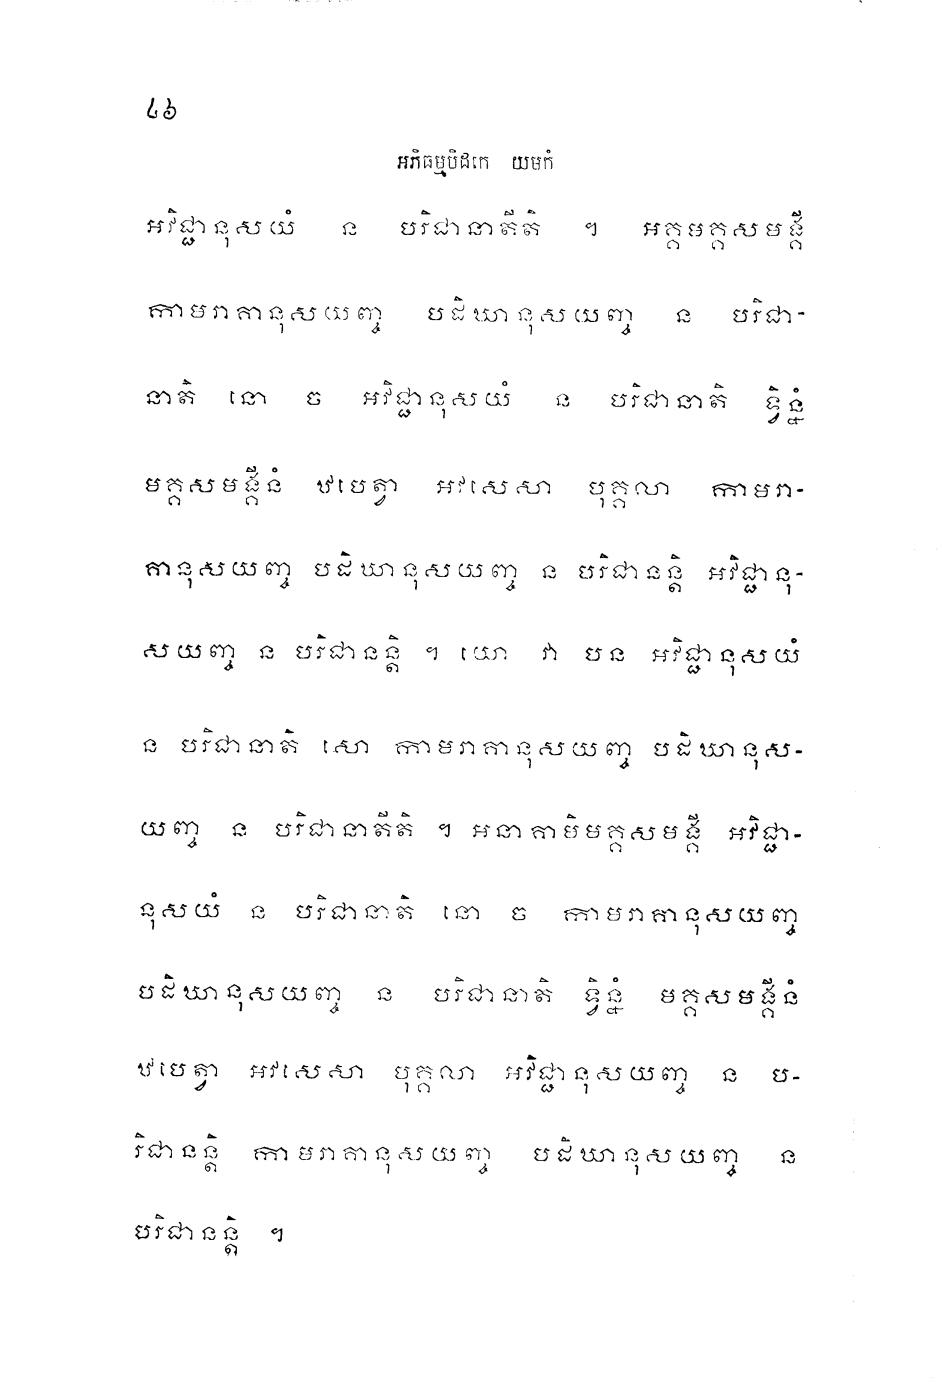 ៤៦
អភិធម្មបិដកេ យមកំ
អវិជ្ជានុសយំ ន បរិជានាតីតិ ។ អគ្គមគ្គសមង្គី
កាមរាគានុសយញ្ច បដិឃានុសយញ្ច ន បរិជា-
នាតិ នោ ច អវិជ្ជានុសយំ ន បរិជានាតិ ទ្វិន្នំ
មគ្គសមង្គីនំ ឋបេត្វា អវសេសា បុគ្គលា កាមរា-
គានុសយញ្ច បដិឃានុសយញ្ច ន បរិជានន្តិ អវិជ្ជានុ-
សយញ្ច ន បរិជានន្តិ ។ យោ វា បន អវិជ្ជានុសយំ
ន បរិជានាតិ សោ កាមរាគានុសយញ្ច បដិឃានុស-
យញ្ច ន បរិជានាតីតិ ។ អនាគាមិមគ្គសមង្គី អវិជ្ជា-
នុសយំ ន បរិជានាតិ នោ ច កាមរាគានុសយញ្ច
បដិឃានុសយញ្ច ន បរិជានាតិ ទ្វិន្នំ មគ្គសមង្គីនំ
ឋបេត្វា អវសេសា បុគ្គលា អវិជ្ជានុសយញ្ច ន ប-
រិជានន្តិ កាមរាគានុសយញ្ច បដិឃានុសយញ្ច ន
បរិជានន្តិ ។